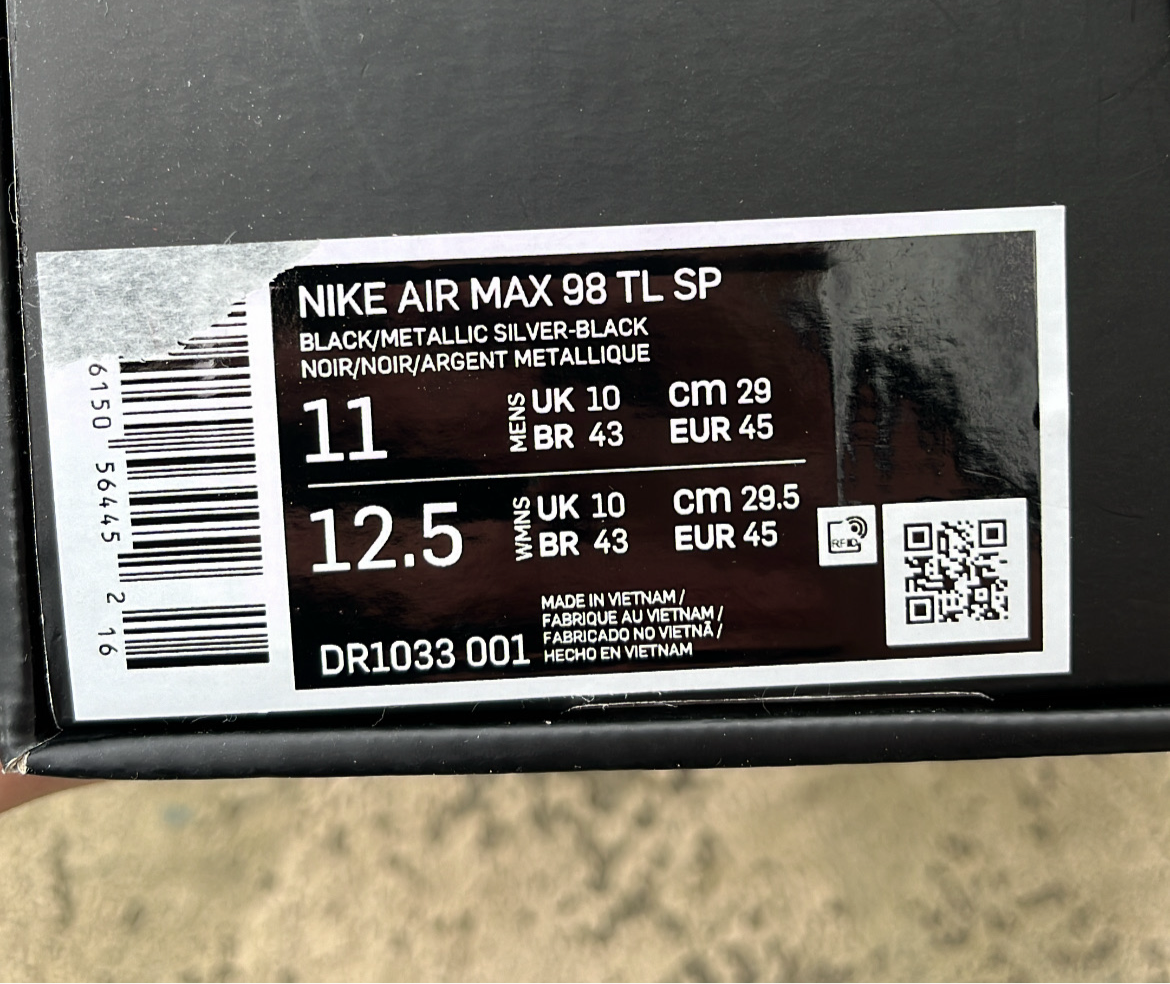 NIKE AIR MAX 98 TL SP
BLACK/METALLIC SILVER-BLACK
NOIR/NOIR/ARGENT METALLIQUE
11 MENS UK 10 cm 29
BR 43 EUR 45
12.5 WMNS UK 10 cm 29.5
BR 43 EUR 45
RFID
MADE IN VIETNAM /
FABRIQUE AU VIETNAM /
FABRICADO NO VIETNÃ /
HECHO EN VIETNAM
DR1033 001
6150 56445 2 16